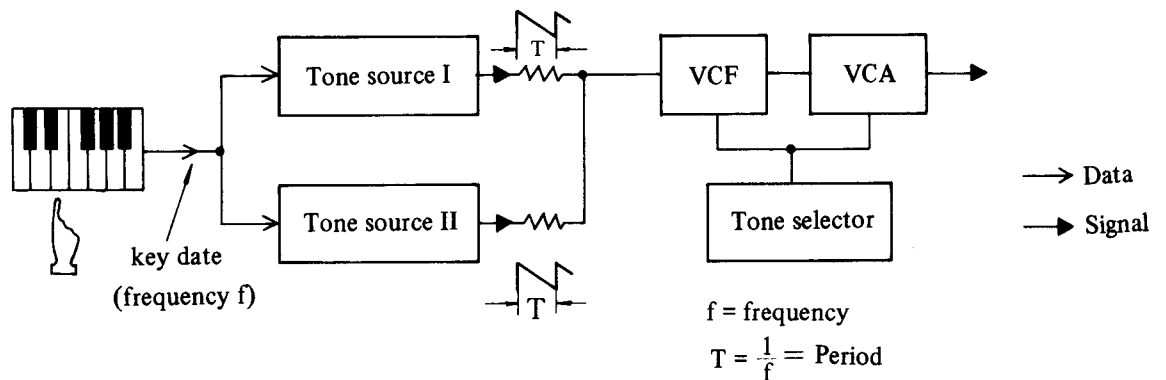 T
Tone source I
VCF
VCA
Tone source II
Tone selector
Data
Signal
key date
(frequency f)
T
f = frequency
T = 1/f = Period